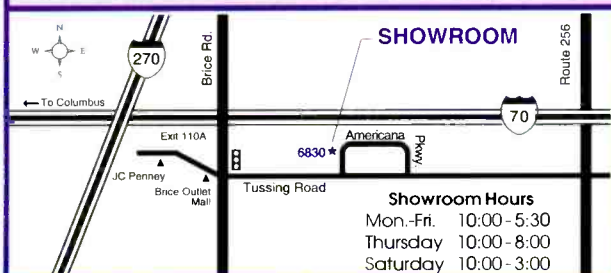 N
W E
S
270
Brice Rd.
SHOWROOM
Route 256
← To Columbus
70
Exit 110A
6830 ★
Americana
Pkwy.
JC Penney
Brice Outlet
Mall
Tussing Road
Showroom Hours
Mon.-Fri. 10:00-5:30
Thursday 10:00-8:00
Saturday 10:00-3:00